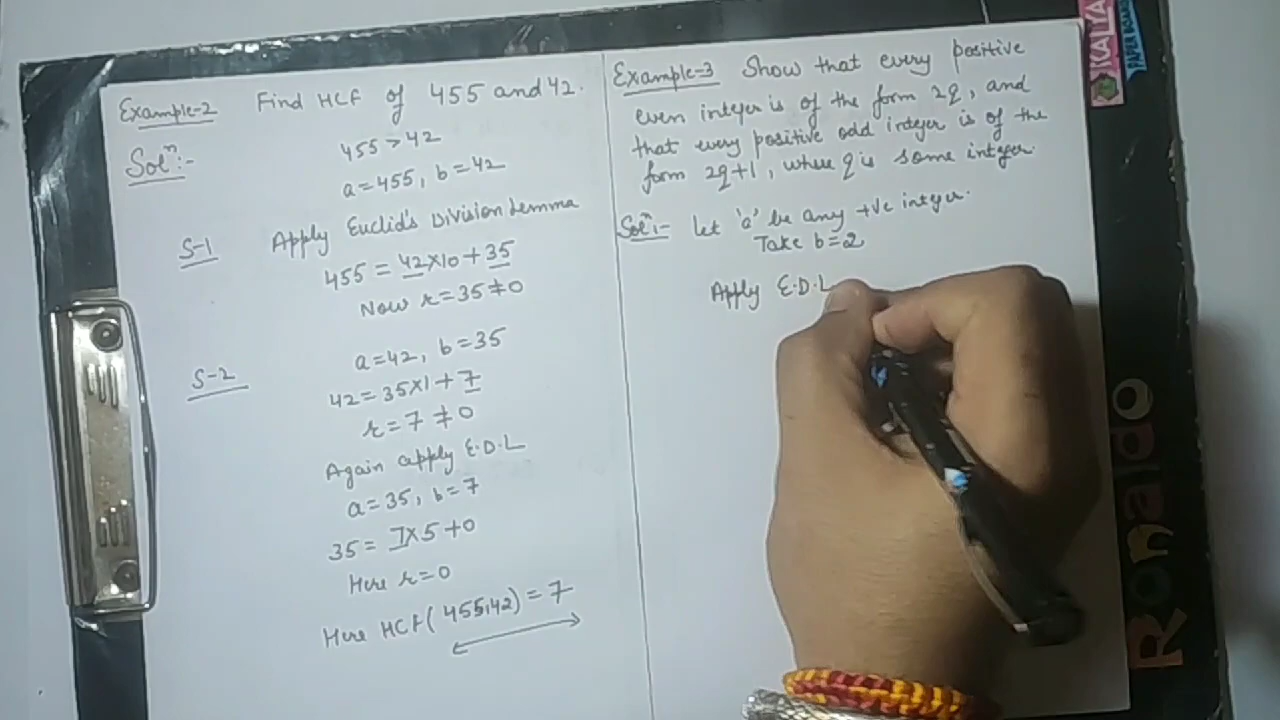 Example-2 Find HCF of 455 and 42.
Solⁿ:-
455 > 42
a=455, b=42
S-1 Apply Euclid's Division Lemma
455 = 42×10 + 35
Now r = 35 ≠ 0
S-2 a=42, b=35
42 = 35×1 + 7
r = 7 ≠ 0
Again apply E.D.L
a = 35, b = 7
35 = 7×5 + 0
Here r = 0
Here HCF(455,42) = 7
Example-3 Show that every positive
even integer is of the form 2q, and
that every positive odd integer is of the
form 2q+1, where q is some integer.
Solⁿ:- Let 'a' be any +ve integer.
Take b=2
Apply E.D.L
KALYA
Ronaldo